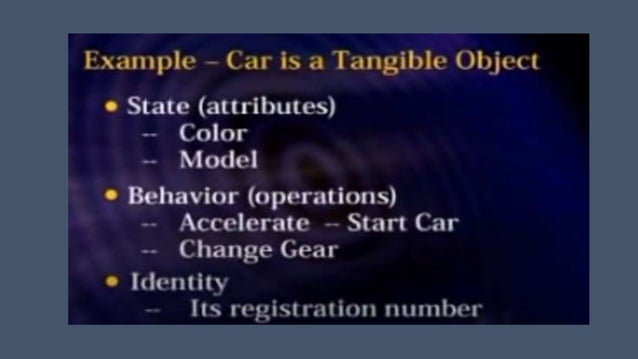 Example – Car is a Tangible Object
• State (attributes)
-- Color
-- Model
• Behavior (operations)
-- Accelerate -- Start Car
-- Change Gear
• Identity
-- Its registration number